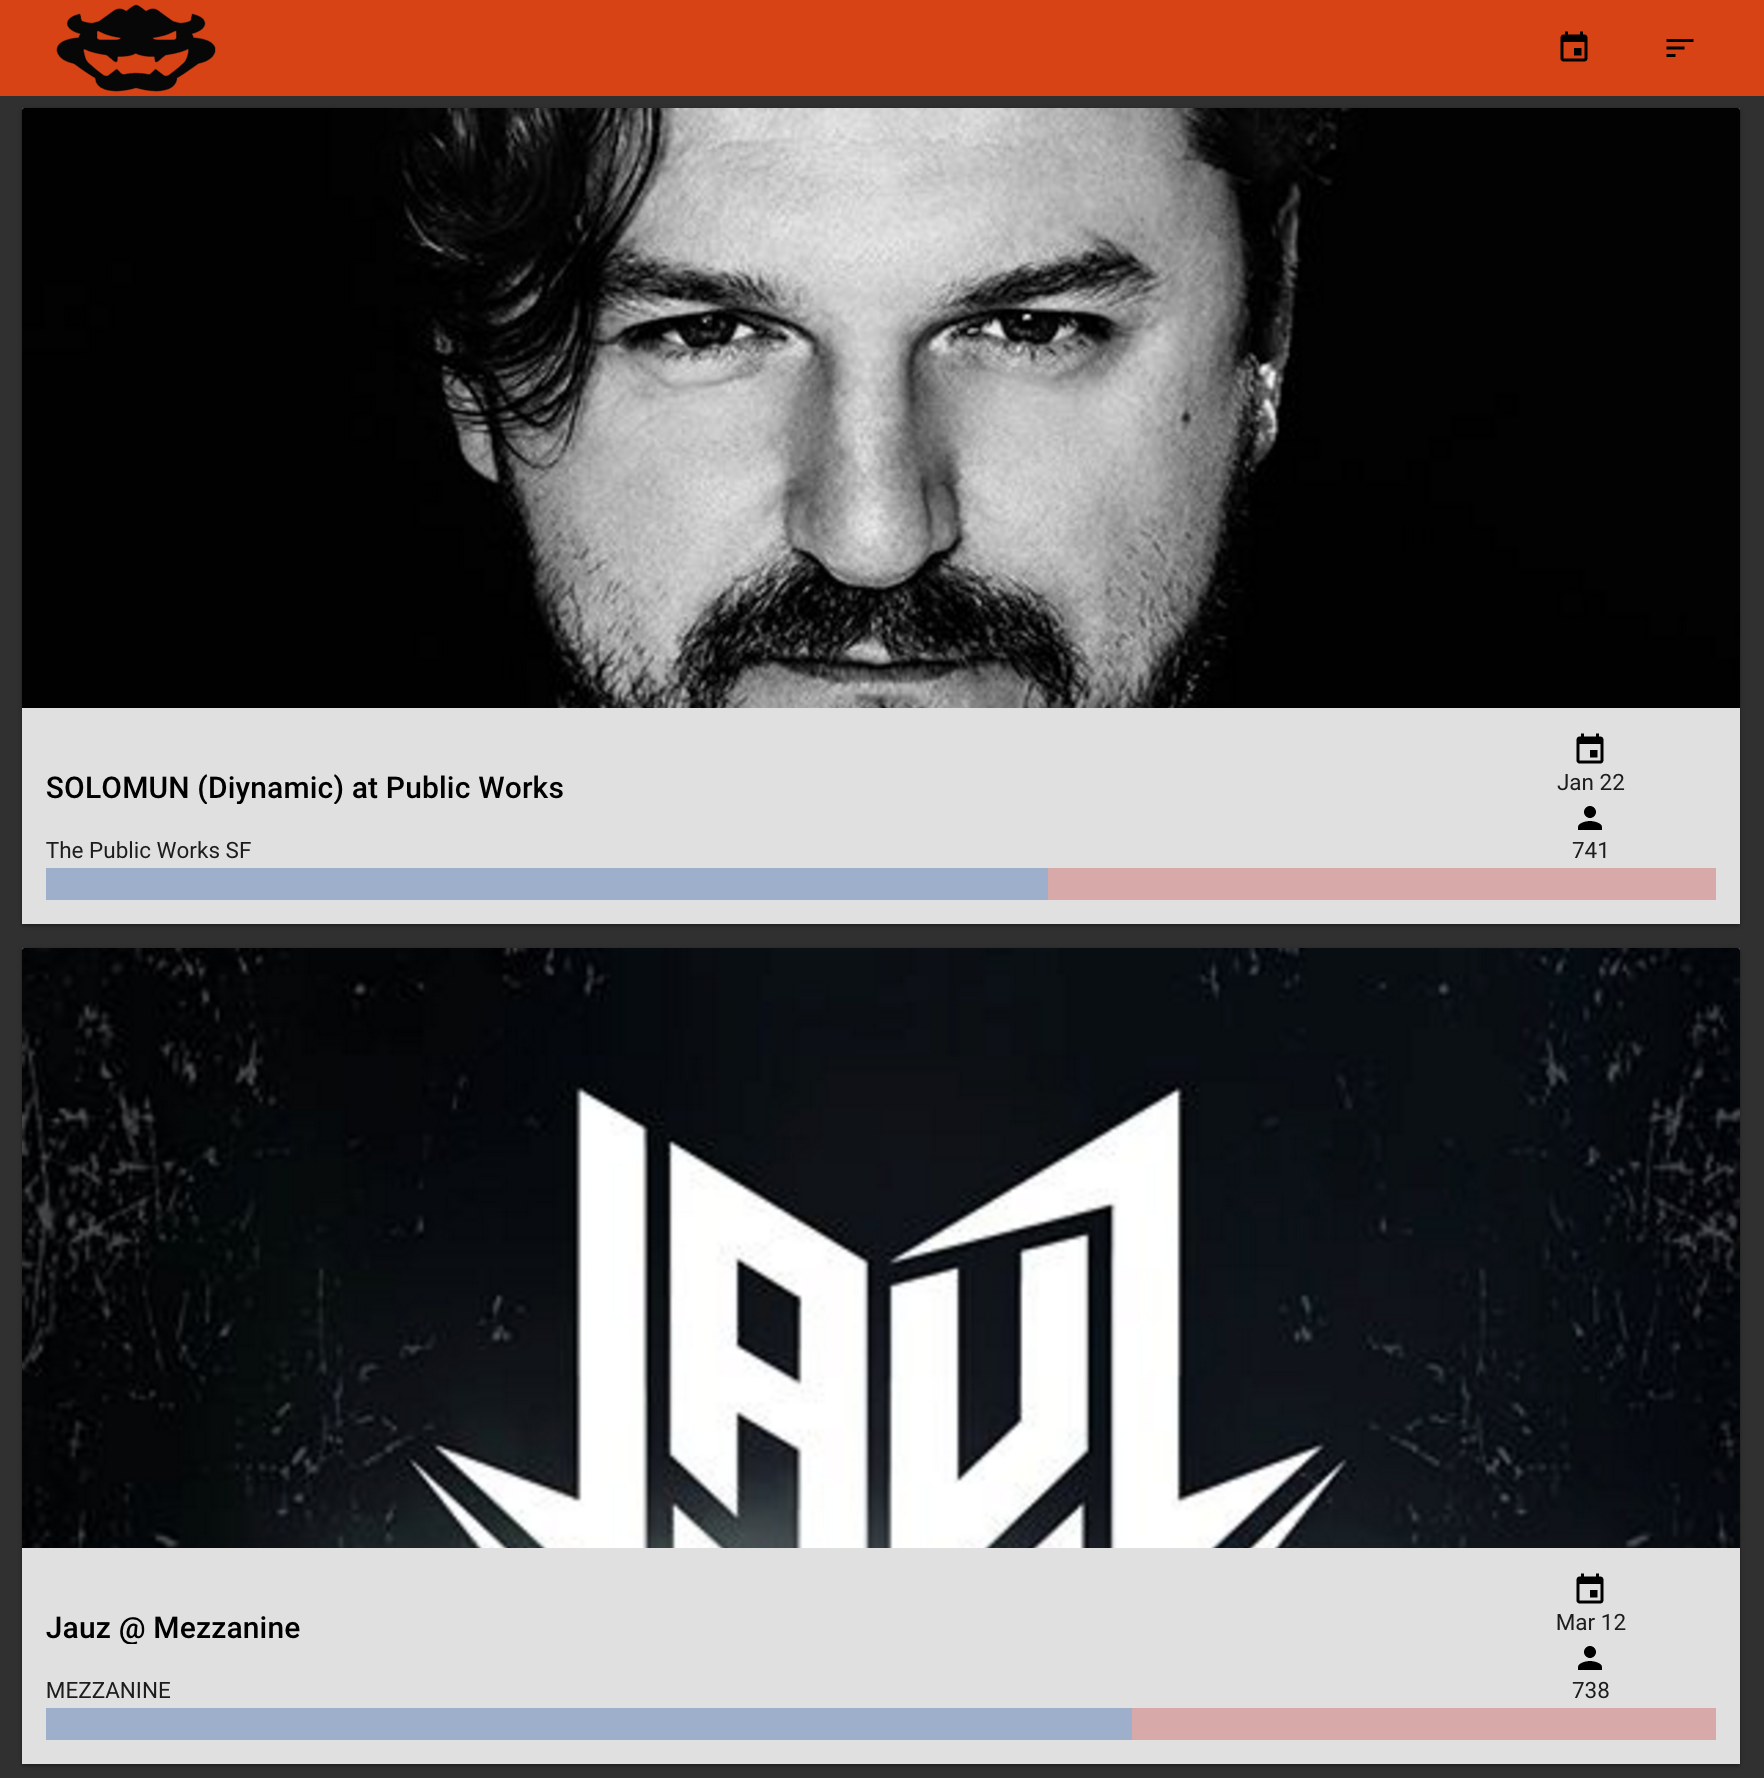 SOLOMUN (Diynamic) at Public Works
Jan 22
The Public Works SF
741
JAUZ
Jauz @ Mezzanine
Mar 12
MEZZANINE
738